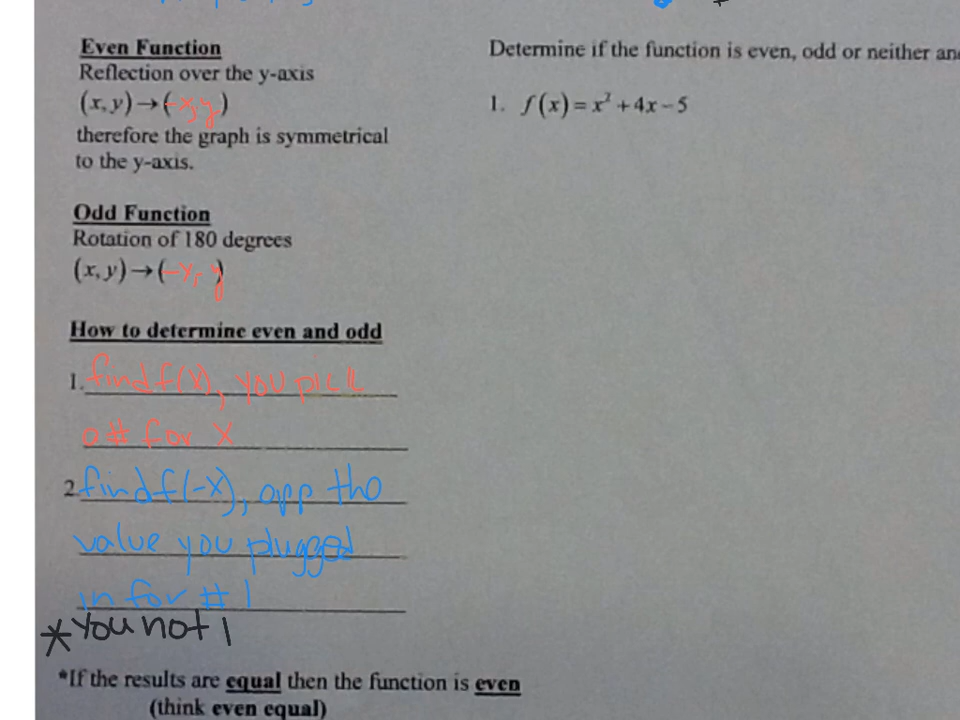 Even Function
Determine if the function is even, odd or neither an
Reflection over the y-axis
(x, y) → (-x, y)
1. f(x) = x² + 4x - 5
therefore the graph is symmetrical
to the y-axis.
Odd Function
Rotation of 180 degrees
(x, y) → (-y, y)
How to determine even and odd
1. find f(x), you pick
a # for x
2. find f(-x), opp the
value you plugged
in for # 1
*You not 1
*If the results are equal then the function is even
(think even equal)